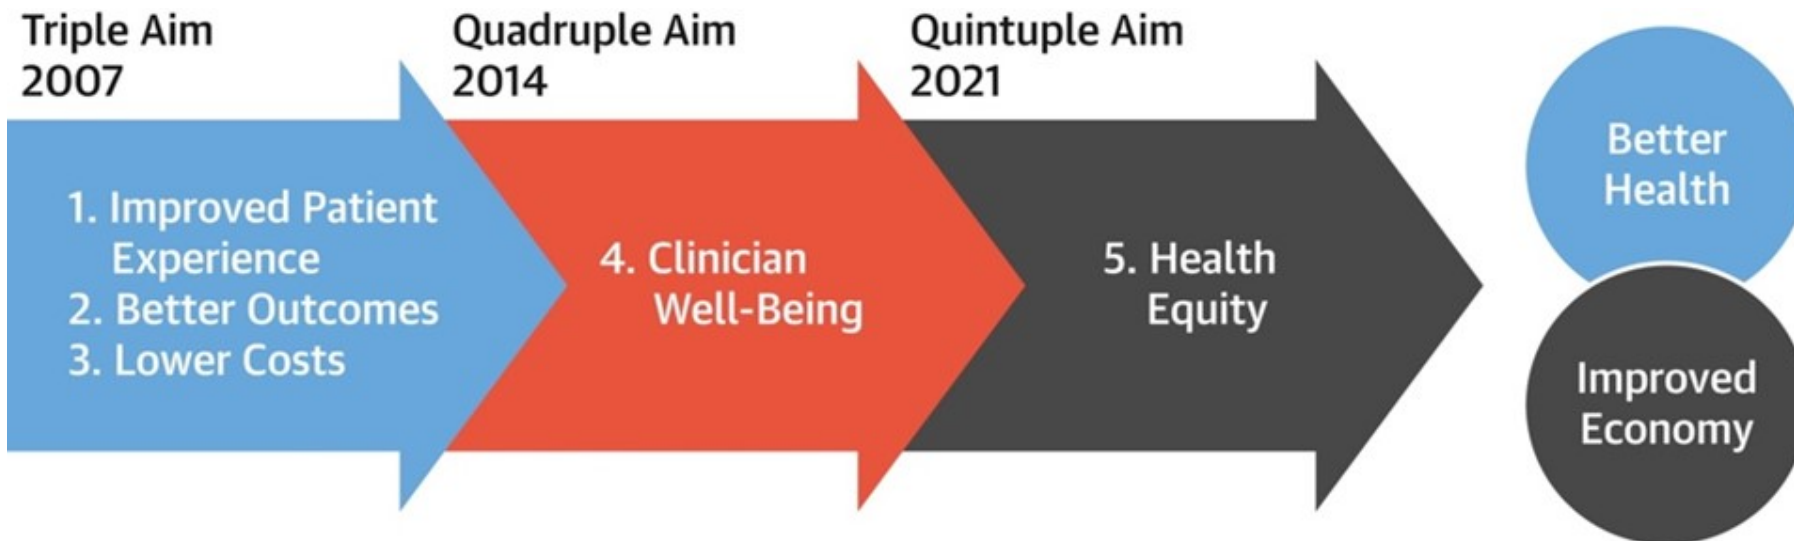 Triple Aim
2007
Quadruple Aim
2014
Quintuple Aim
2021
1. Improved Patient
Experience
2. Better Outcomes
3. Lower Costs
4. Clinician
Well-Being
5. Health
Equity
Better
Health
Improved
Economy